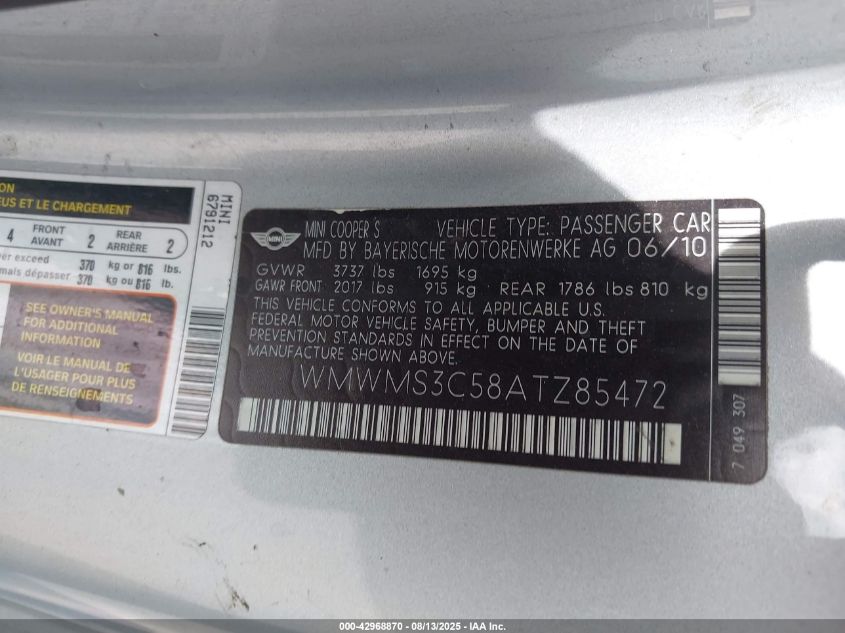 ION
EUS ET LE CHARGEMENT
4 FRONT AVANT 2 REAR ARRIÈRE 2
ver exceed 370 kg or 816 lbs.
mais dépasser 370 kg ou 816 lb.
SEE OWNER'S MANUAL
FOR ADDITIONAL
INFORMATION
VOIR LE MANUEL DE
L'USAGER POUR PLUS
DE RENSEIGNEMENTS
MINI
6791212
MINI
MINI COOPER S VEHICLE TYPE: PASSENGER CAR
MFD BY BAYERISCHE MOTORENWERKE AG 06/10
GVWR 3737 lbs 1695 kg
GAWR FRONT 2017 lbs 915 kg - REAR 1786 lbs 810 kg
THIS VEHICLE CONFORMS TO ALL APPLICABLE U.S.
FEDERAL MOTOR VEHICLE SAFETY, BUMPER AND THEFT
PREVENTION STANDARDS IN EFFECT ON THE DATE OF
MANUFACTURE SHOWN ABOVE.
WMWMS3C58ATZ85472
7 049 307
000-42968870 - 08/13/2025 - IAA Inc.